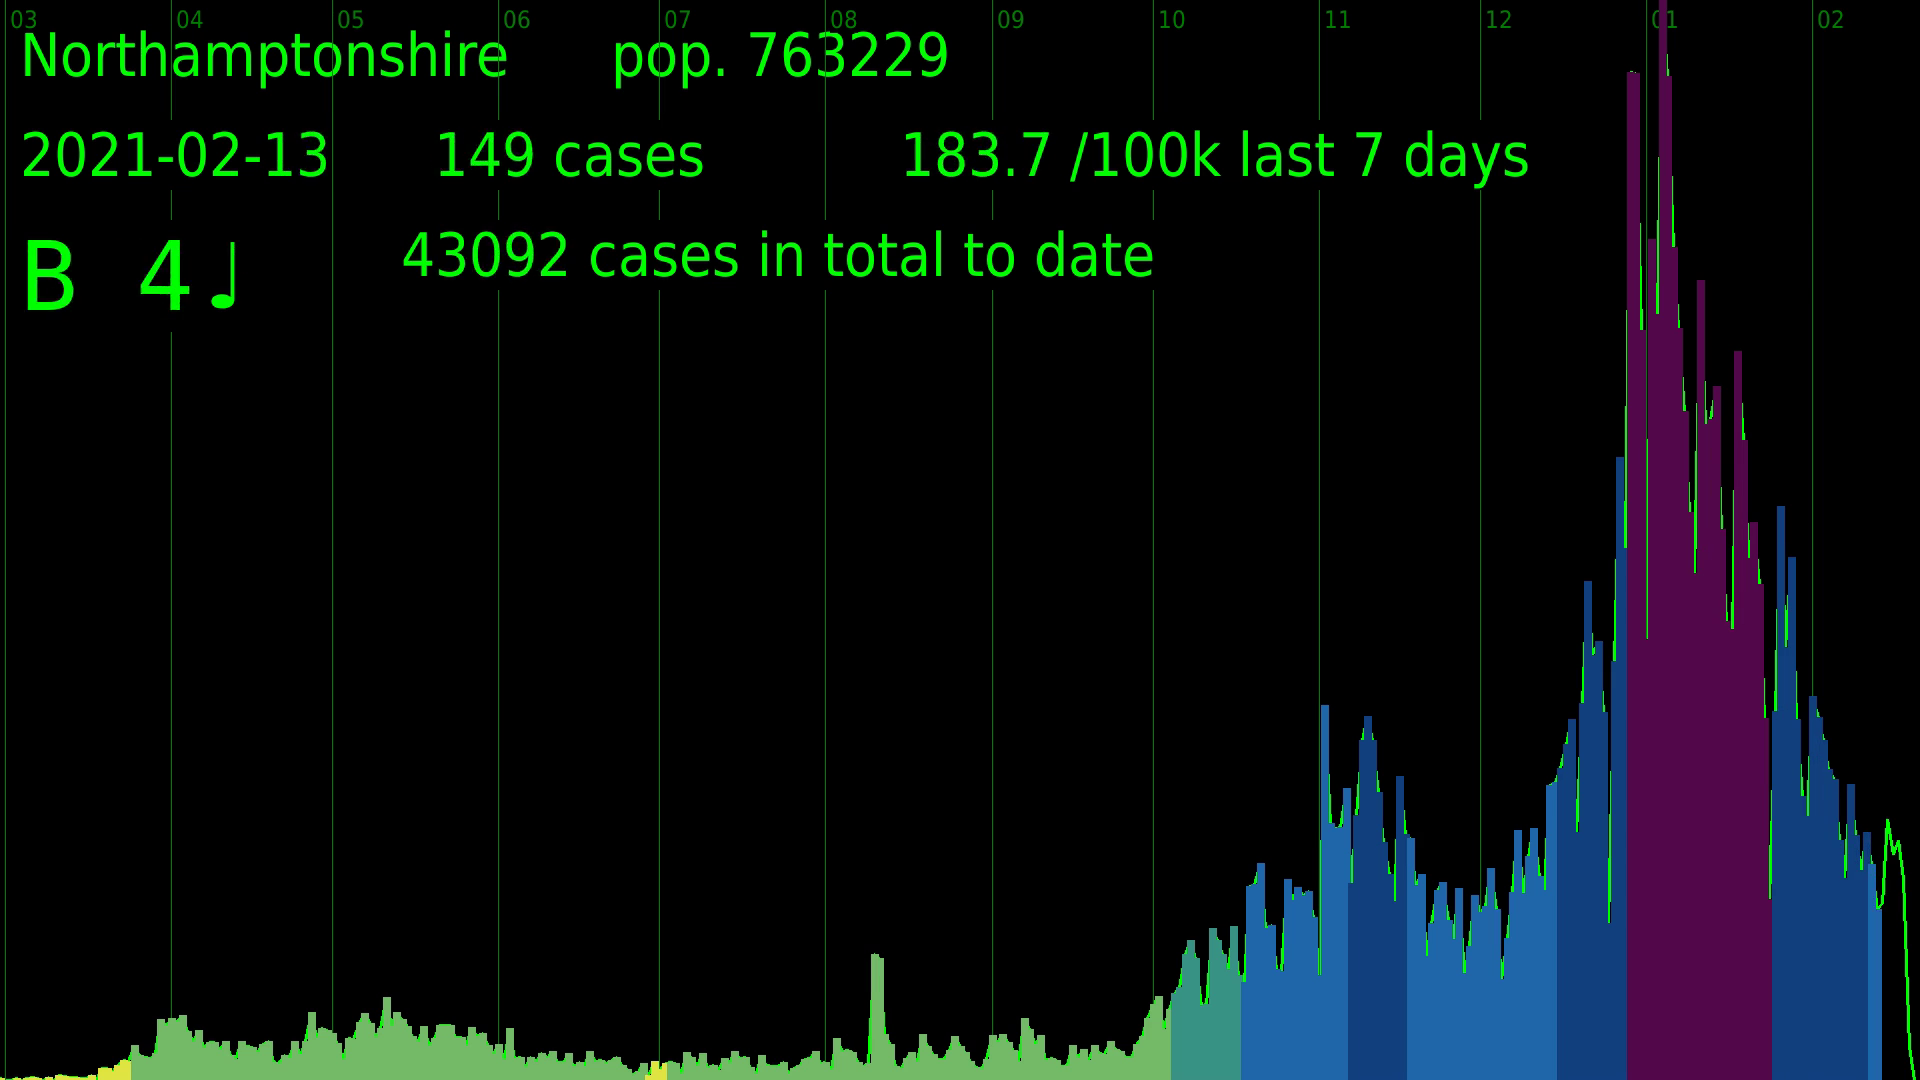 03 04 05 06 07 08 09 10 11 12 01 02
Northamptonshire pop. 763229
2021-02-13 149 cases 183.7 /100k last 7 days
B 4♩ 43092 cases in total to date